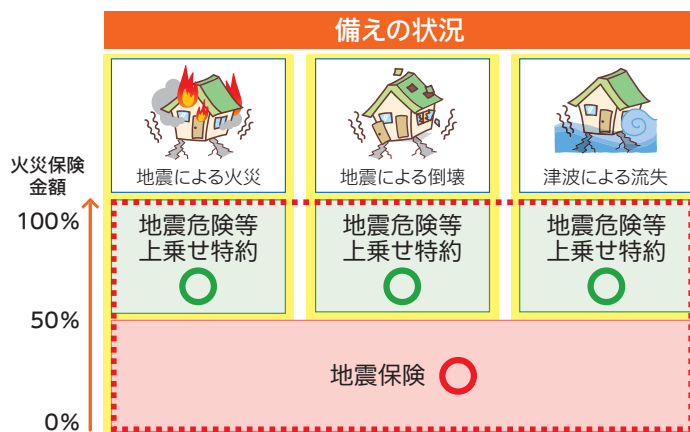 備えの状況
地震による火災
地震による倒壊
津波による流失
火災保険
金額
100%
地震危険等
上乗せ特約
地震危険等
上乗せ特約
地震危険等
上乗せ特約
50%
地震保険
0%